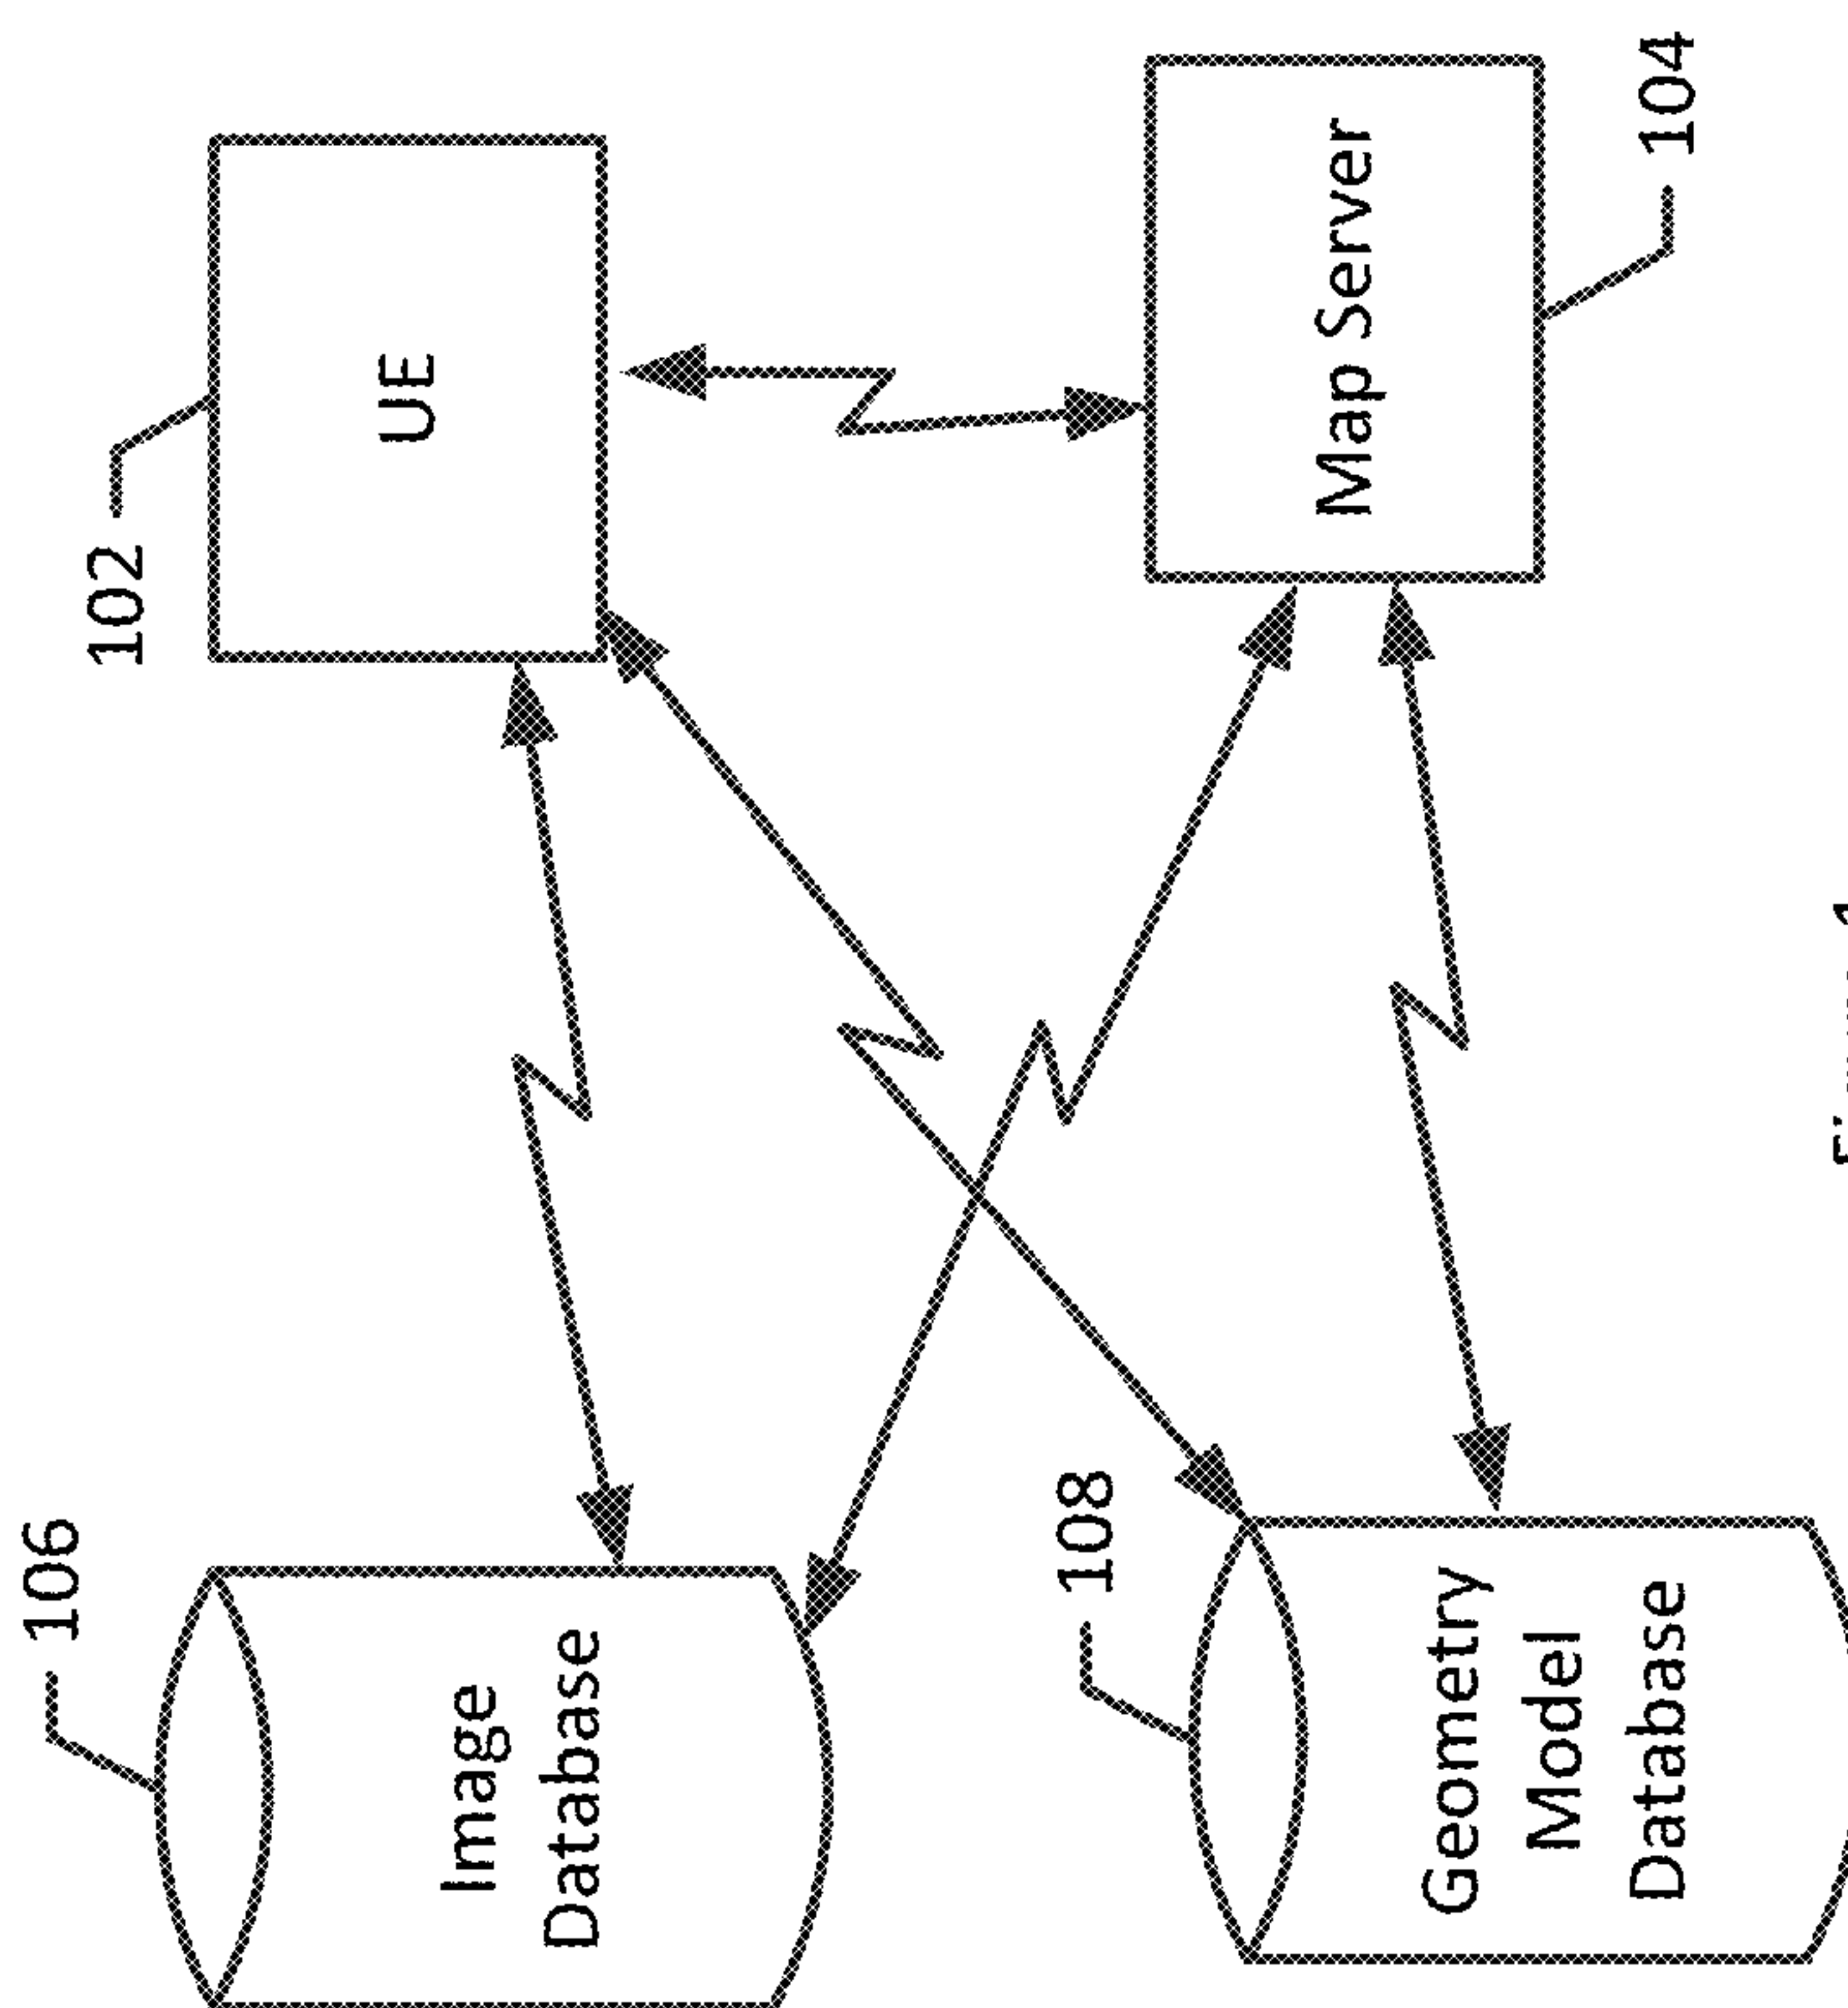 106
Image
Database
102
UE
108
Geometry
Model
Database
Map Server
104